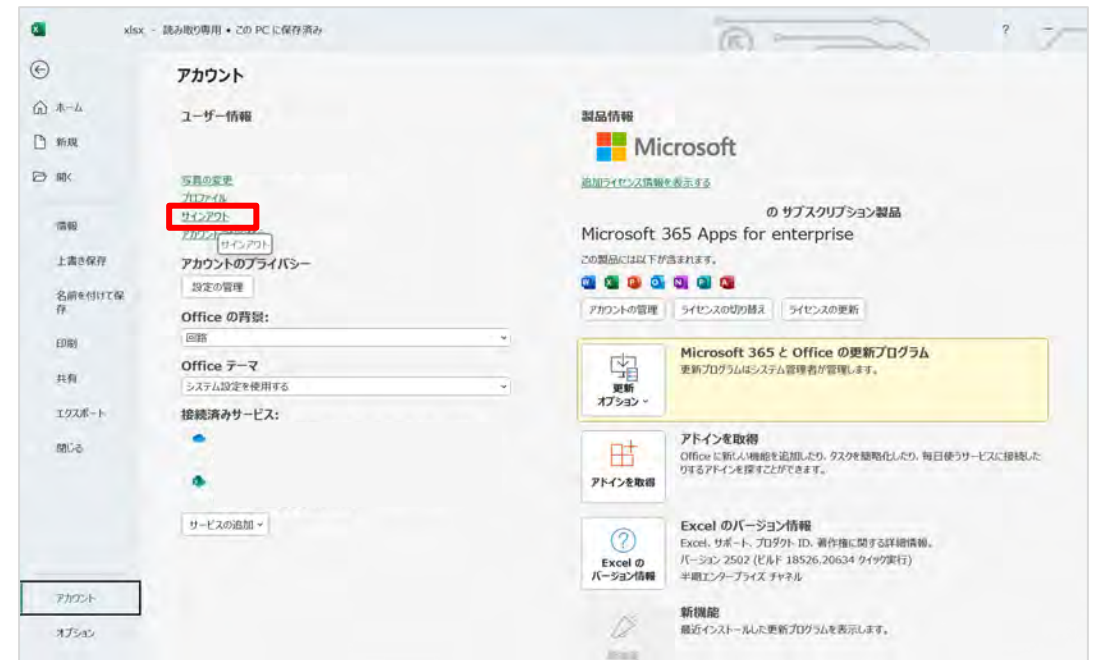 xlsx - 読み取り専用 • この PC に保存済み
?
アカウント
ホーム
新規
開く
情報
上書き保存
名前を付けて保
存
印刷
共有
エクスポート
閉じる
アカウント
オプション
ユーザー情報
写真の変更
プロファイル
サインアウト
サインアウト
アカウントのプライバシー
設定の管理
Office の背景:
回路
Office テーマ
システム設定を使用する
接続済みサービス:
サービスの追加
製品情報
Microsoft
追加ライセンス情報を表示する
の サブスクリプション製品
Microsoft 365 Apps for enterprise
この製品には以下が含まれます。
アカウントの管理 ライセンスの切り替え ライセンスの更新
更新
オプション
Microsoft 365 と Office の更新プログラム
更新プログラムはシステム管理者が管理します。
アドインを取得
アドインを取得
Office に新しい機能を追加したり、タスクを簡略化したり、毎日使うサービスに接続した
りするアドインを探すことができます。
Excel の
バージョン情報
Excel のバージョン情報
Excel、サポート、プロダクト ID、著作権に関する詳細情報。
バージョン 2502 (ビルド 18526.20634 クイック実行)
半期エンタープライズ チャネル
新機能
最近インストールした更新プログラムを表示します。